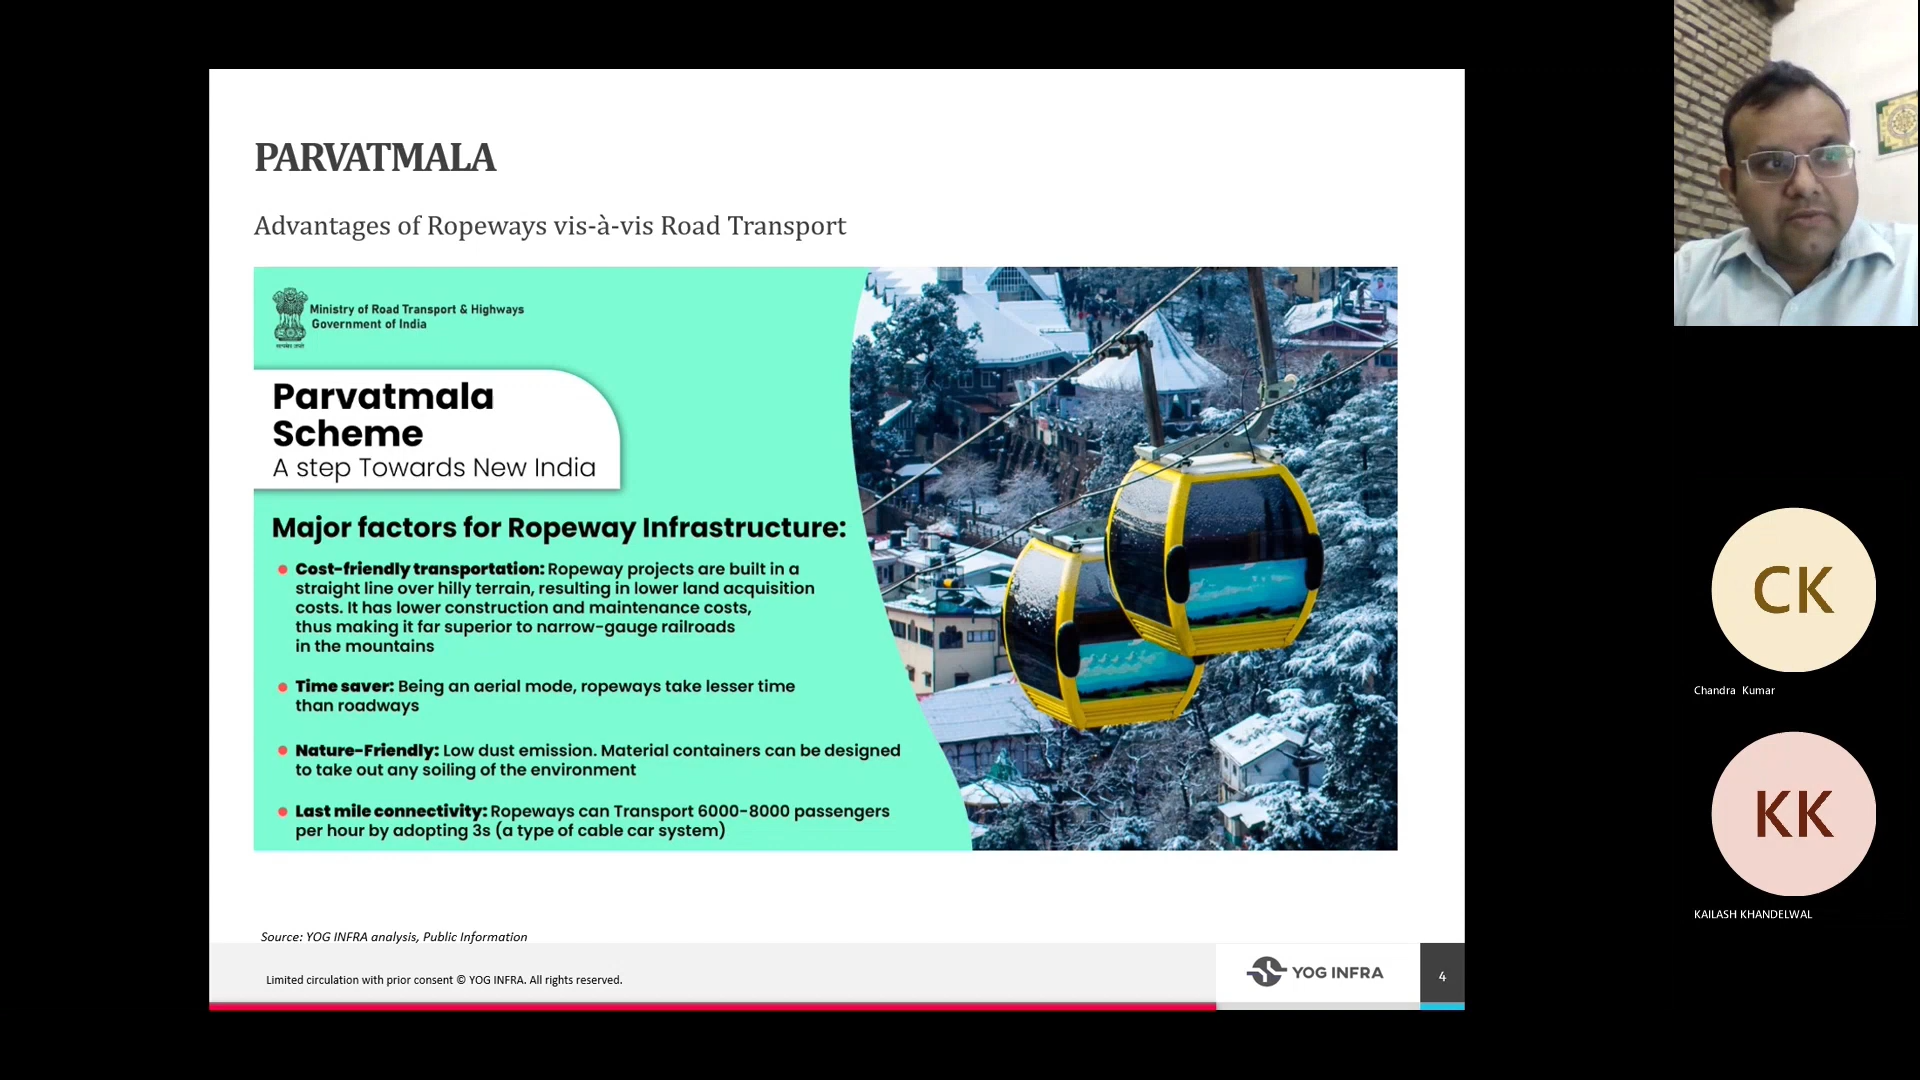 PARVATMALA
Advantages of Ropeways vis-à-vis Road Transport
Ministry of Road Transport & Highways
Government of India
सत्यमेव जयते
Parvatmala
Scheme
A step Towards New India
Major factors for Ropeway Infrastructure:
Cost-friendly transportation: Ropeway projects are built in a
straight line over hilly terrain, resulting in lower land acquisition
costs. It has lower construction and maintenance costs,
thus making it far superior to narrow-gauge railroads
in the mountains
Time saver: Being an aerial mode, ropeways take lesser time
than roadways
Nature-Friendly: Low dust emission. Material containers can be designed
to take out any soiling of the environment
Last mile connectivity: Ropeways can Transport 6000-8000 passengers
per hour by adopting 3s (a type of cable car system)
Source: YOG INFRA analysis, Public Information
Limited circulation with prior consent © YOG INFRA. All rights reserved.
YOG INFRA
4
CK
Chandra Kumar
KK
KAILASH KHANDELWAL